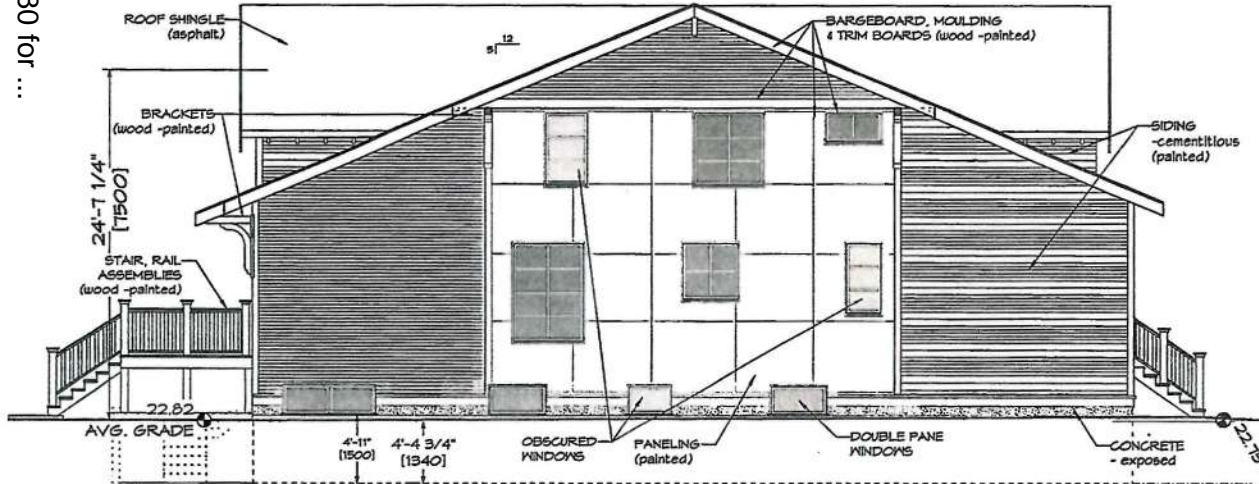 80 for ...
ROOF SHINGLE
(asphalt)
12
5
BARGEBOARD, MOULDING
& TRIM BOARDS (wood -painted)
BRACKETS
(wood -painted)
24'-7 1/4"
[7500]
SIDING
-cementitious
(painted)
STAIR, RAIL
ASSEMBLIES
(wood -painted)
22.82
AVG. GRADE
4'-11"
[1500]
4'-4 3/4"
[1340]
OBSCURED
WINDOWS
PANELING
(painted)
DOUBLE PANE
WINDOWS
CONCRETE
- exposed
22.75